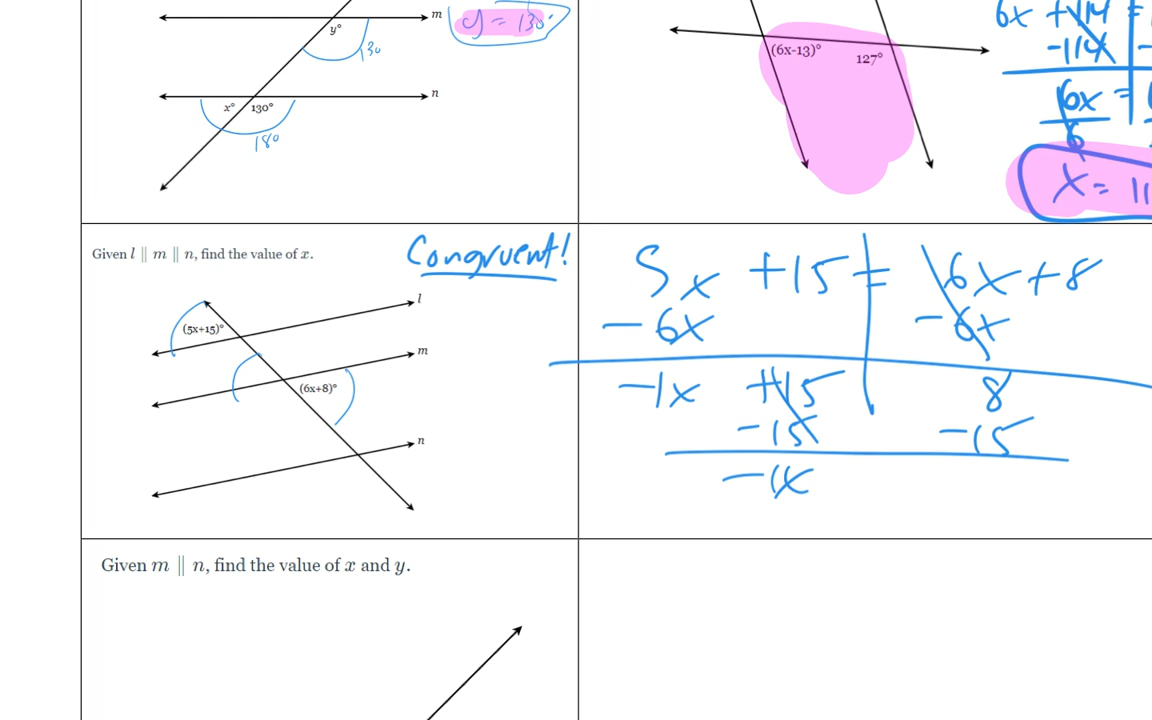 m
y°
130
y = 130°
n
x° 130°
180
(6x-13)°
127°
6x
6x =
6
x = 11
Given l ∥ m ∥ n, find the value of x.
Congruent!
l
(5x+15)°
m
(6x+8)°
n
5x +15 = 6x+8
-6x -6x
-1x +15 8
-15 -15
-1x
Given m ∥ n, find the value of x and y.